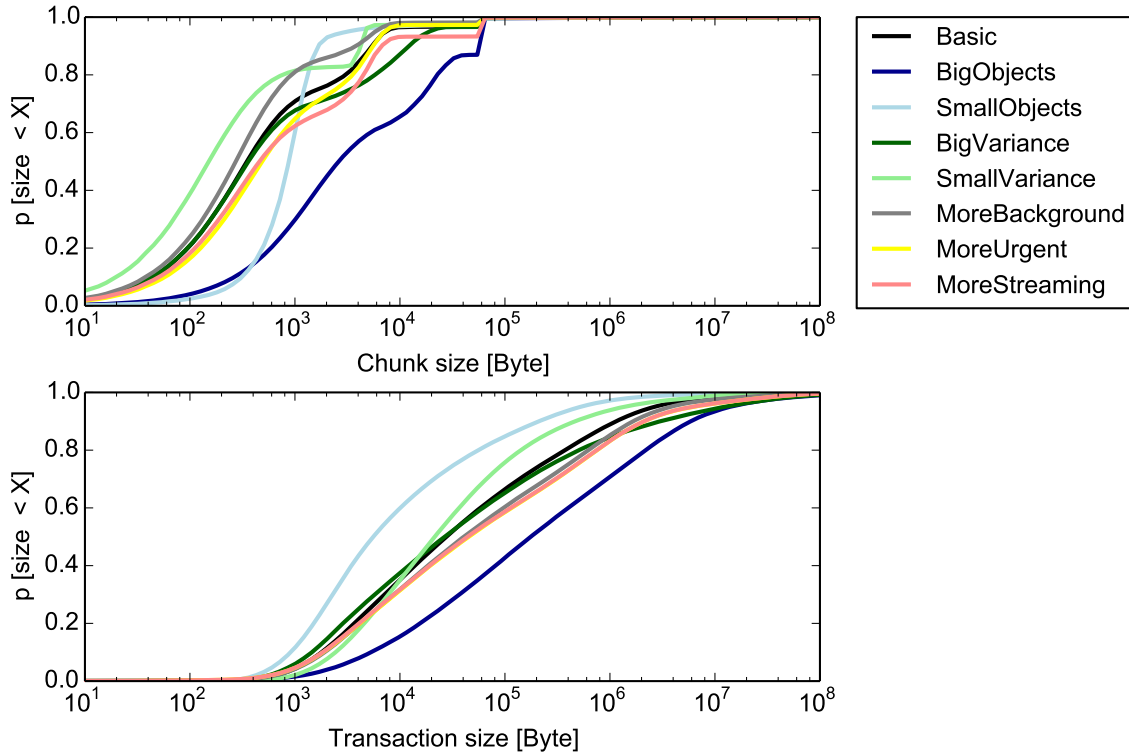 1.0
0.8
0.6
0.4
0.2
0.0
p [size < X]
10^1 10^2 10^3 10^4 10^5 10^6 10^7 10^8
Chunk size [Byte]
Basic
BigObjects
SmallObjects
BigVariance
SmallVariance
MoreBackground
MoreUrgent
MoreStreaming
1.0
0.8
0.6
0.4
0.2
0.0
p [size < X]
10^1 10^2 10^3 10^4 10^5 10^6 10^7 10^8
Transaction size [Byte]